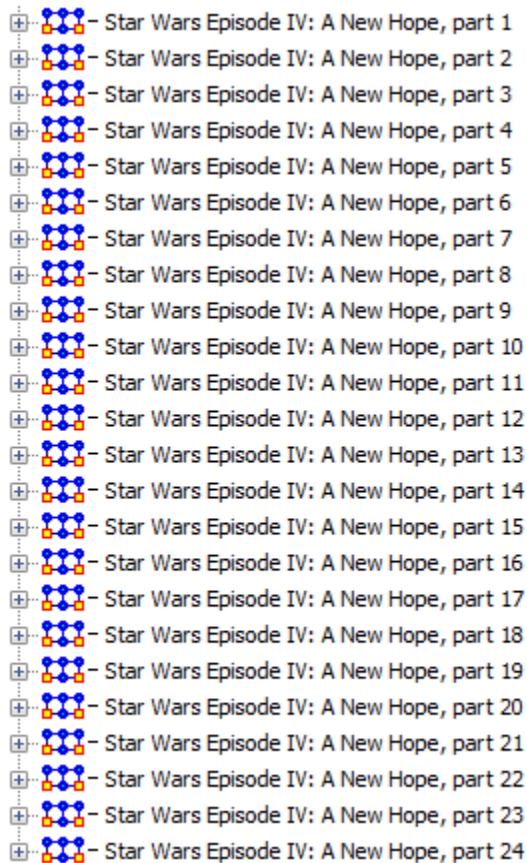 - Star Wars Episode IV: A New Hope, part 1
- Star Wars Episode IV: A New Hope, part 2
- Star Wars Episode IV: A New Hope, part 3
- Star Wars Episode IV: A New Hope, part 4
- Star Wars Episode IV: A New Hope, part 5
- Star Wars Episode IV: A New Hope, part 6
- Star Wars Episode IV: A New Hope, part 7
- Star Wars Episode IV: A New Hope, part 8
- Star Wars Episode IV: A New Hope, part 9
- Star Wars Episode IV: A New Hope, part 10
- Star Wars Episode IV: A New Hope, part 11
- Star Wars Episode IV: A New Hope, part 12
- Star Wars Episode IV: A New Hope, part 13
- Star Wars Episode IV: A New Hope, part 14
- Star Wars Episode IV: A New Hope, part 15
- Star Wars Episode IV: A New Hope, part 16
- Star Wars Episode IV: A New Hope, part 17
- Star Wars Episode IV: A New Hope, part 18
- Star Wars Episode IV: A New Hope, part 19
- Star Wars Episode IV: A New Hope, part 20
- Star Wars Episode IV: A New Hope, part 21
- Star Wars Episode IV: A New Hope, part 22
- Star Wars Episode IV: A New Hope, part 23
- Star Wars Episode IV: A New Hope, part 24